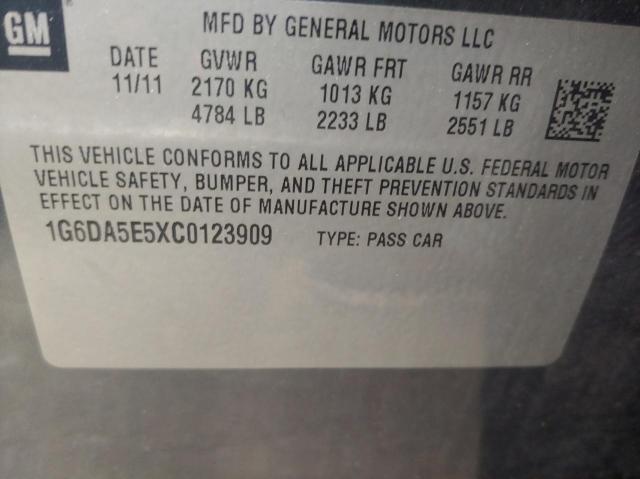 GM
MFD BY GENERAL MOTORS LLC
DATE GVWR GAWR FRT GAWR RR
11/11 2170 KG 1013 KG 1157 KG
4784 LB 2233 LB 2551 LB
THIS VEHICLE CONFORMS TO ALL APPLICABLE U.S. FEDERAL MOTOR
VEHICLE SAFETY, BUMPER, AND THEFT PREVENTION STANDARDS IN
EFFECT ON THE DATE OF MANUFACTURE SHOWN ABOVE.
1G6DA5E5XC0123909 TYPE: PASS CAR